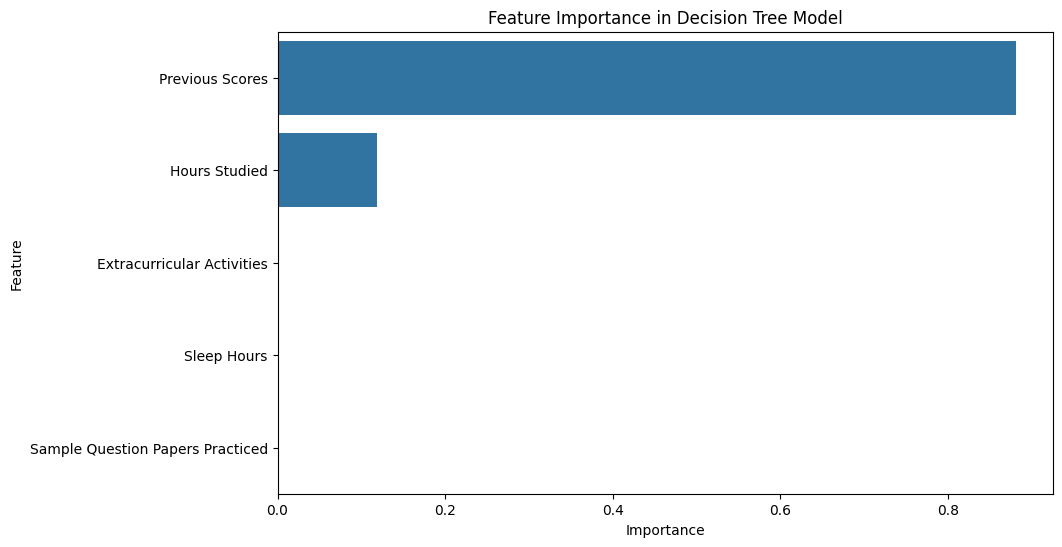 Feature Importance in Decision Tree Model
Previous Scores
Hours Studied
Extracurricular Activities
Sleep Hours
Sample Question Papers Practiced
Feature
0.0 0.2 0.4 0.6 0.8
Importance